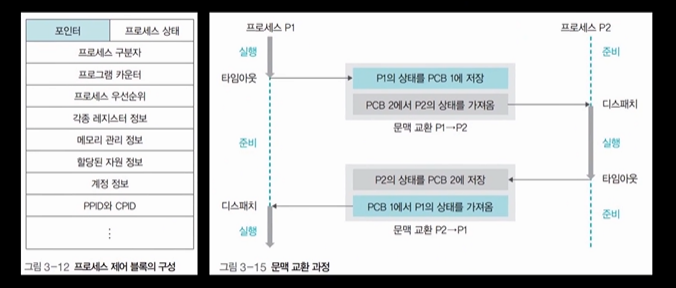 포인터
프로세스 상태
프로세스 구분자
프로그램 카운터
프로세스 우선순위
각종 레지스터 정보
메모리 관리 정보
할당된 자원 정보
계정 정보
PPID와 CPID
⋮
그림 3-12 프로세스 제어 블록의 구성
프로세스 P1
프로세스 P2
실행
준비
타임아웃
P1의 상태를 PCB 1에 저장
PCB 2에서 P2의 상태를 가져옴
디스패치
문맥 교환 P1→P2
준비
실행
P2의 상태를 PCB 2에 저장
타임아웃
디스패치
PCB 1에서 P1의 상태를 가져옴
준비
실행
문맥 교환 P2→P1
그림 3-15 문맥 교환 과정